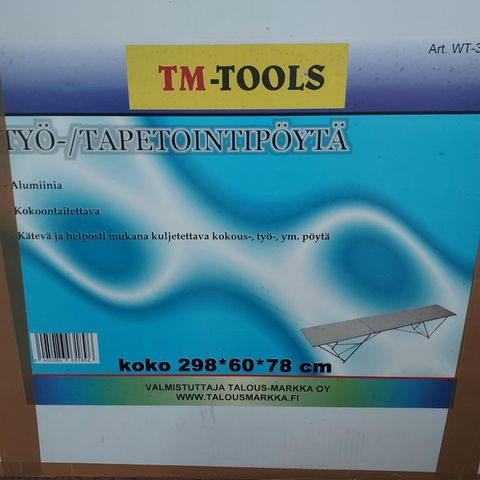 TM-TOOLS
Art. WT-3
TYÖ-/TAPETOINTIPÖYTÄ
- Alumiinia
- Kokoontaitettava
Kätevä ja helposti mukana kuljetettava kokous-, työ-, ym. pöytä
koko 298*60*78 cm
VALMISTUTTAJA TALOUS-MARKKA OY
WWW.TALOUSMARKKA.FI